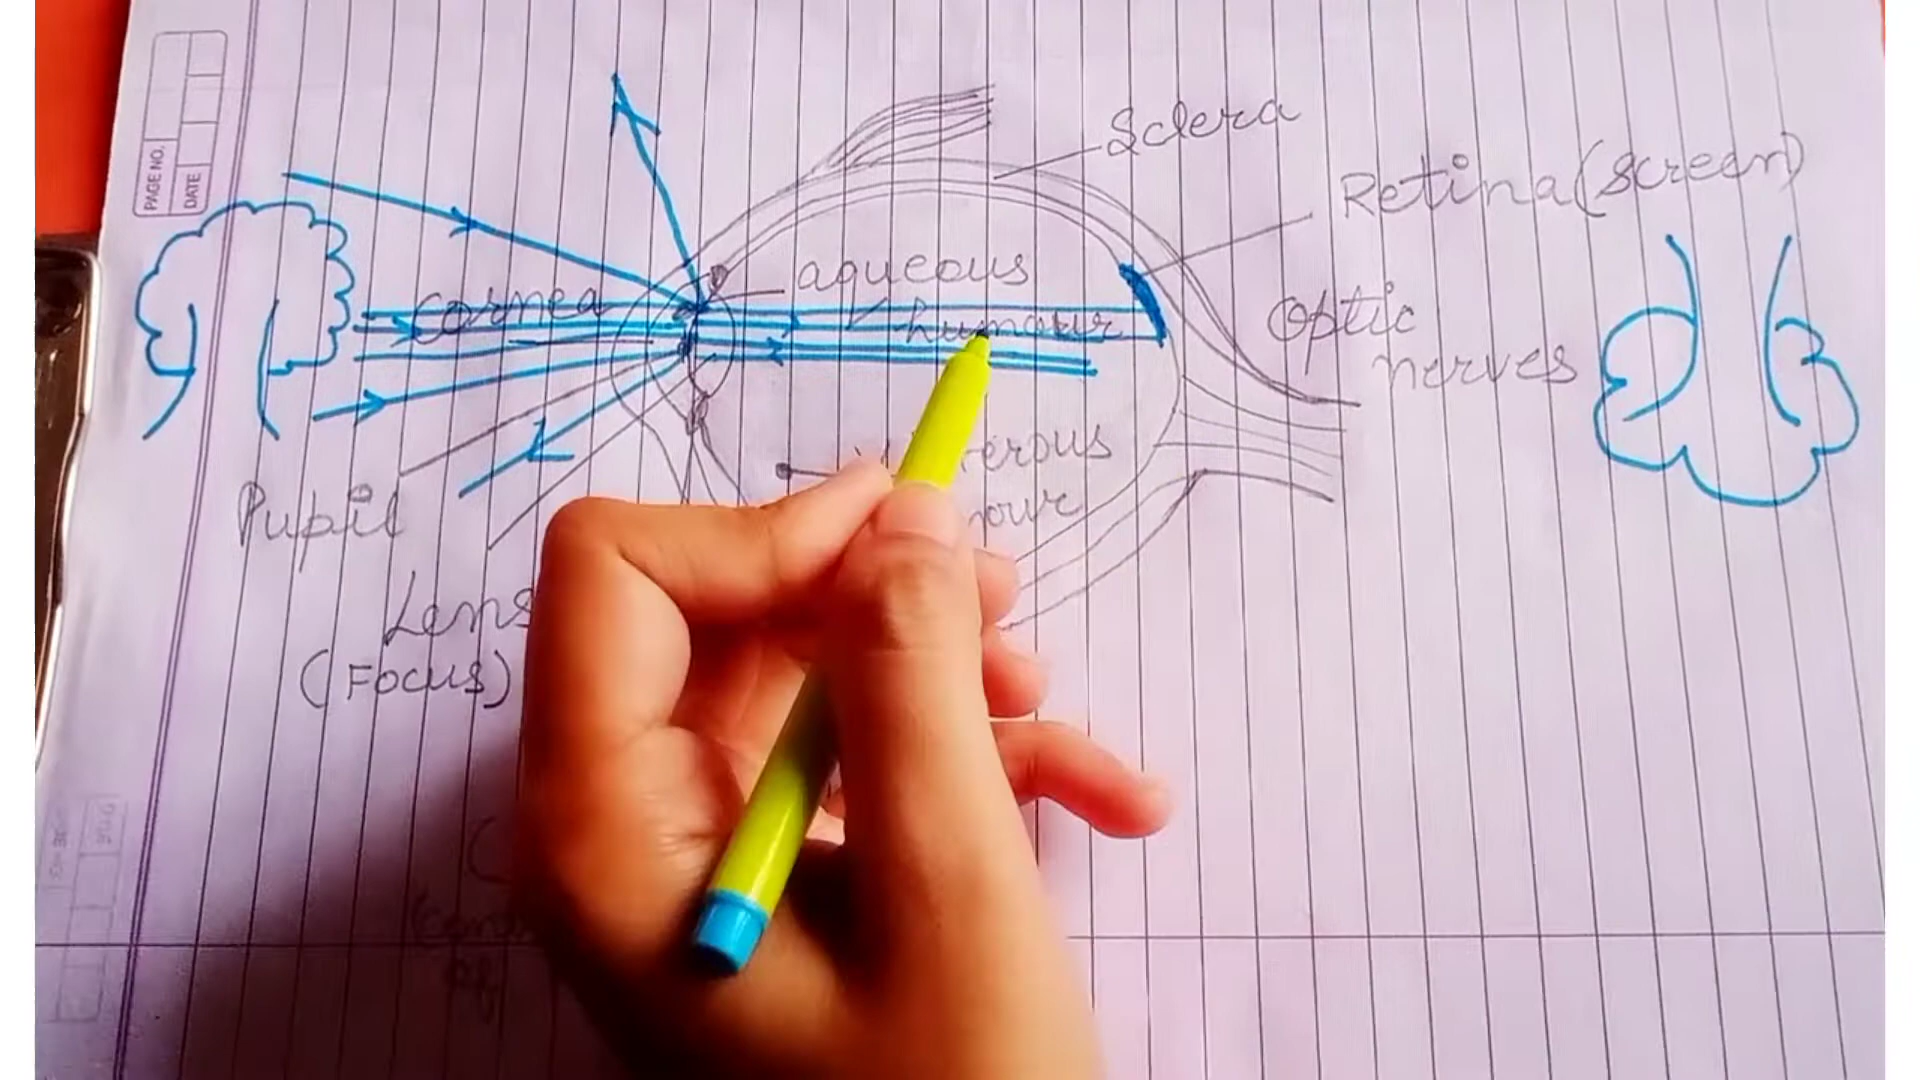 PAGE NO.
DATE
Sclera
Retina (screen)
aqueous
humour
cornea
Optic
nerves
Pupil
Lens
(Focus)